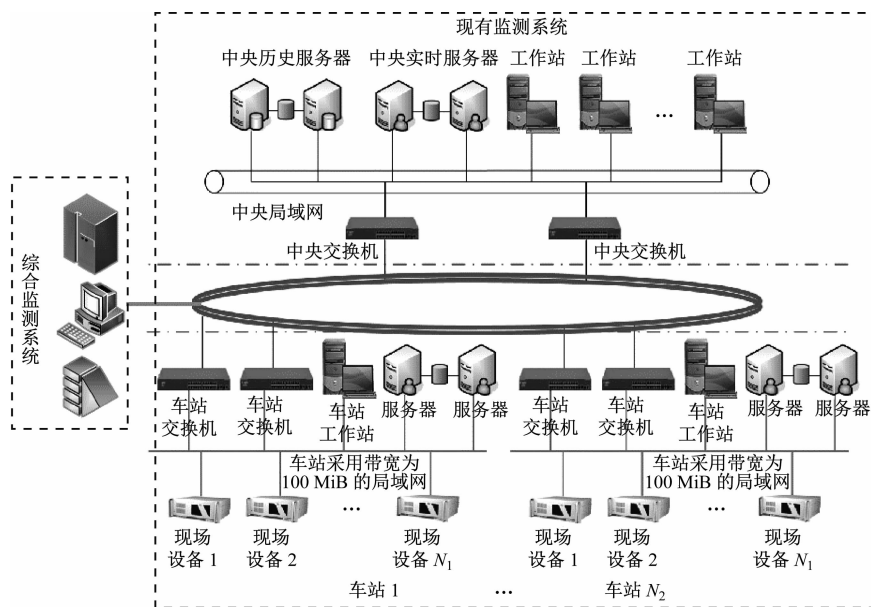 现有监测系统
中央历史服务器
中央实时服务器
工作站
工作站
工作站
...
中央局域网
中央交换机
中央交换机
综合监测系统
车站
交换机
车站
交换机
车站
工作站
服务器
服务器
车站
交换机
车站
交换机
车站
工作站
服务器
服务器
车站采用带宽为
100 MiB 的局域网
车站采用带宽为
100 MiB 的局域网
现场
设备 1
现场
设备 2
...
现场
设备 N₁
现场
设备 1
现场
设备 2
...
现场
设备 N₁
车站 1
...
车站 N₂